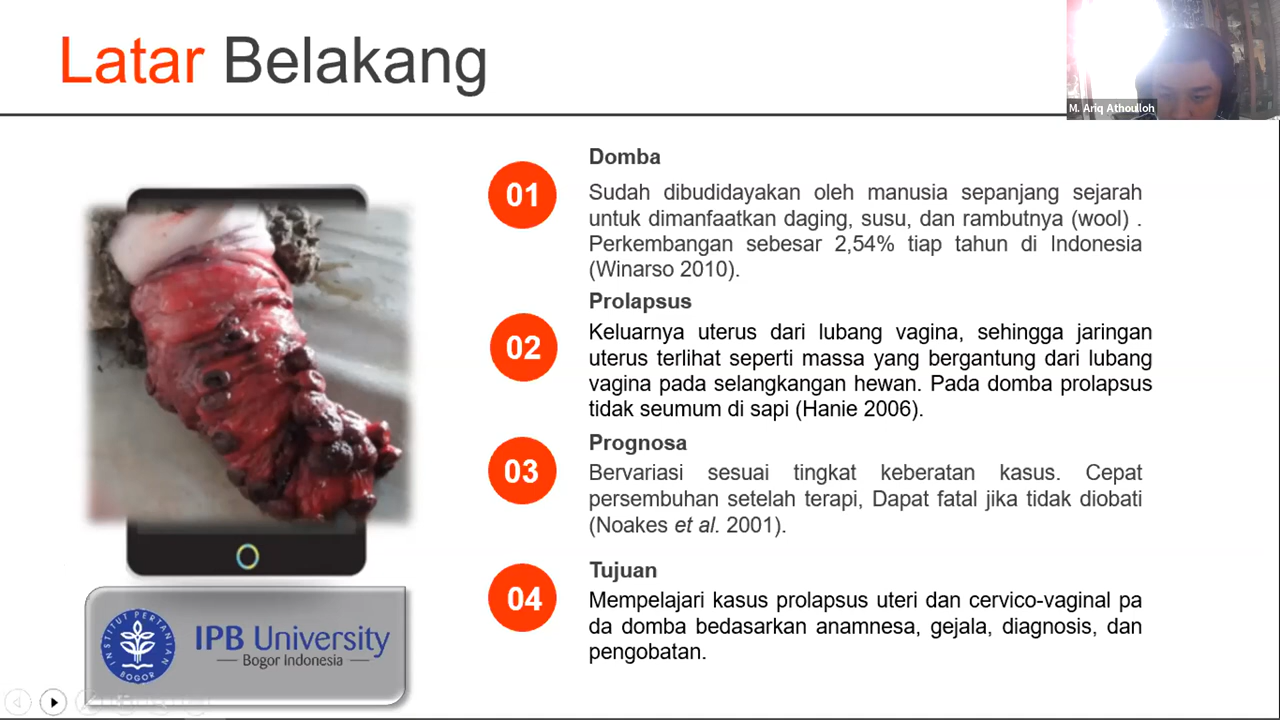 Latar Belakang
M. Ariq Athoulloh
01
Domba
Sudah dibudidayakan oleh manusia sepanjang sejarah
untuk dimanfaatkan daging, susu, dan rambutnya (wool) .
Perkembangan sebesar 2,54% tiap tahun di Indonesia
(Winarso 2010).
02
Prolapsus
Keluarnya uterus dari lubang vagina, sehingga jaringan
uterus terlihat seperti massa yang bergantung dari lubang
vagina pada selangkangan hewan. Pada domba prolapsus
tidak seumum di sapi (Hanie 2006).
03
Prognosa
Bervariasi sesuai tingkat keberatan kasus. Cepat
persembuhan setelah terapi, Dapat fatal jika tidak diobati
(Noakes et al. 2001).
04
Tujuan
Mempelajari kasus prolapsus uteri dan cervico-vaginal pa
da domba bedasarkan anamnesa, gejala, diagnosis, dan
pengobatan.
INSTITUT PERTANIAN
BOGOR
IPB University
Bogor Indonesia